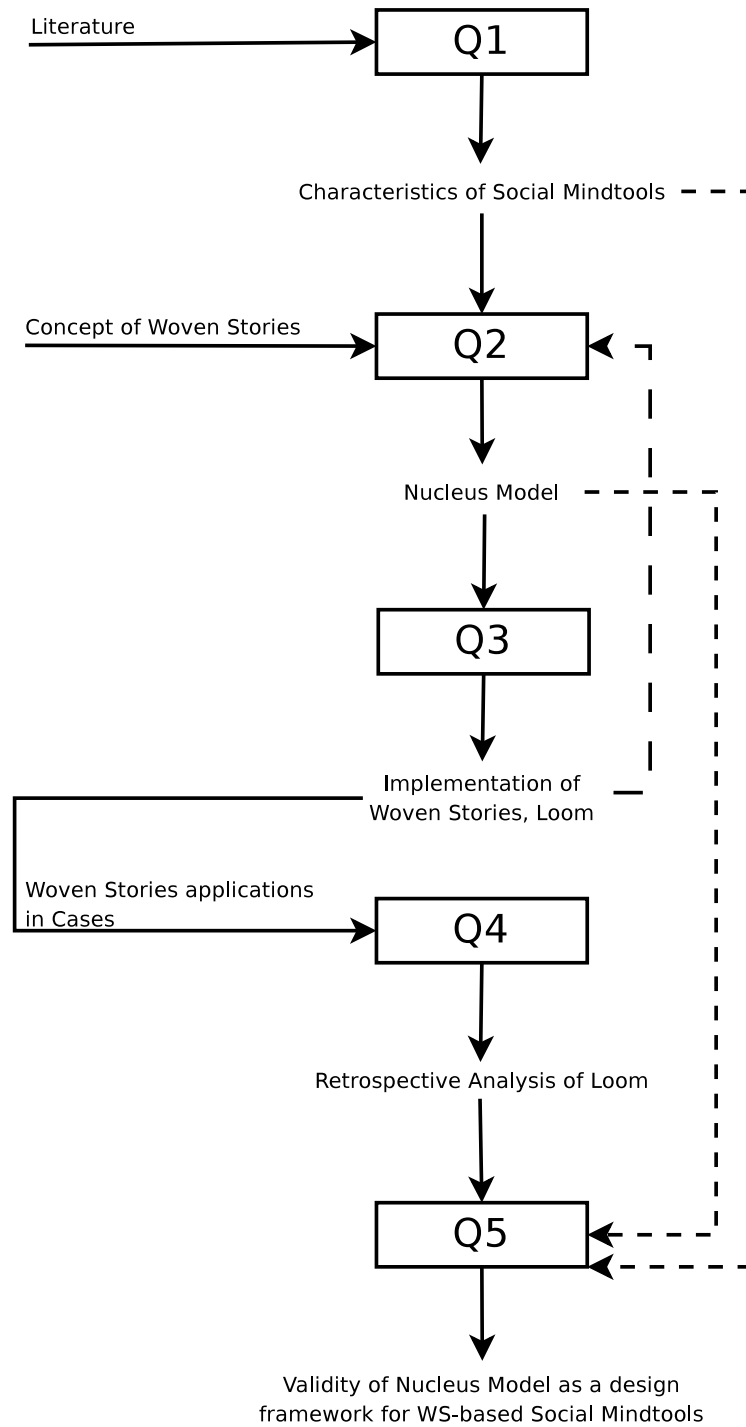 Literature
Q1
Characteristics of Social Mindtools
Concept of Woven Stories
Q2
Nucleus Model
Q3
Implementation of
Woven Stories, Loom
Woven Stories applications
in Cases
Q4
Retrospective Analysis of Loom
Q5
Validity of Nucleus Model as a design
framework for WS-based Social Mindtools